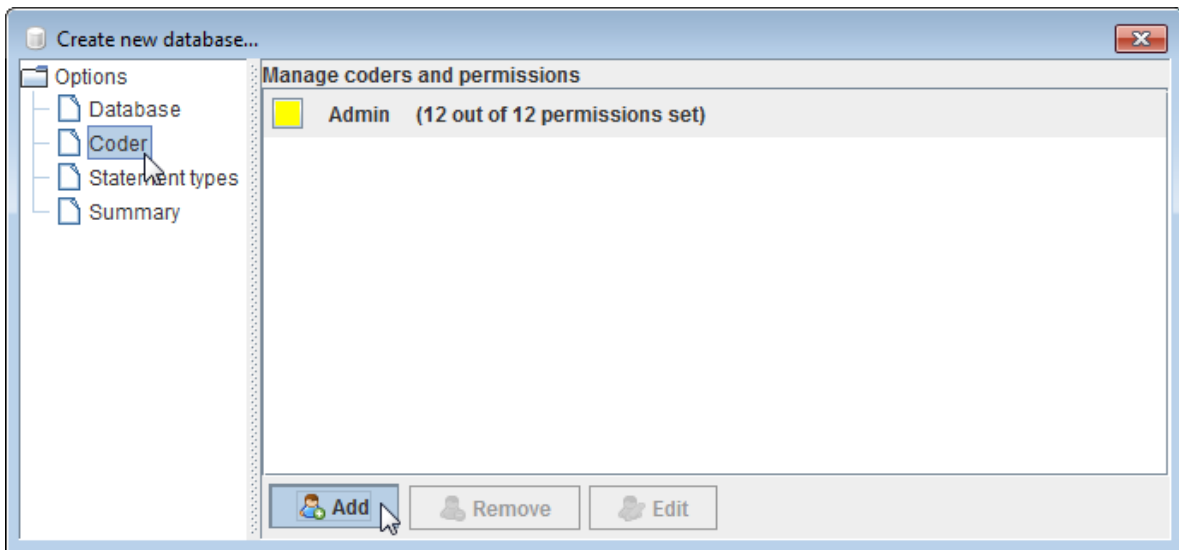 Create new database...
Options
Database
Coder
Statement types
Summary
Manage coders and permissions
Admin (12 out of 12 permissions set)
Add
Remove
Edit